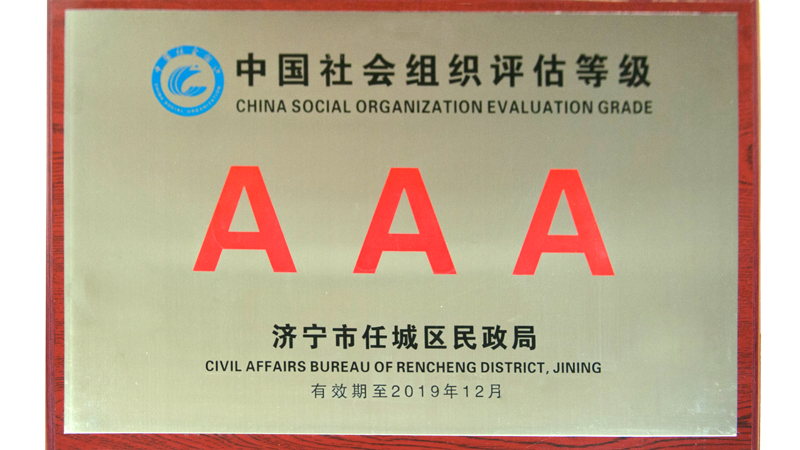 中国社会组织评估等级
CHINA SOCIAL ORGANIZATION EVALUATION GRADE
AAA
济宁市任城区民政局
CIVIL AFFAIRS BUREAU OF RENCHENG DISTRICT, JINING
有效期至2019年12月